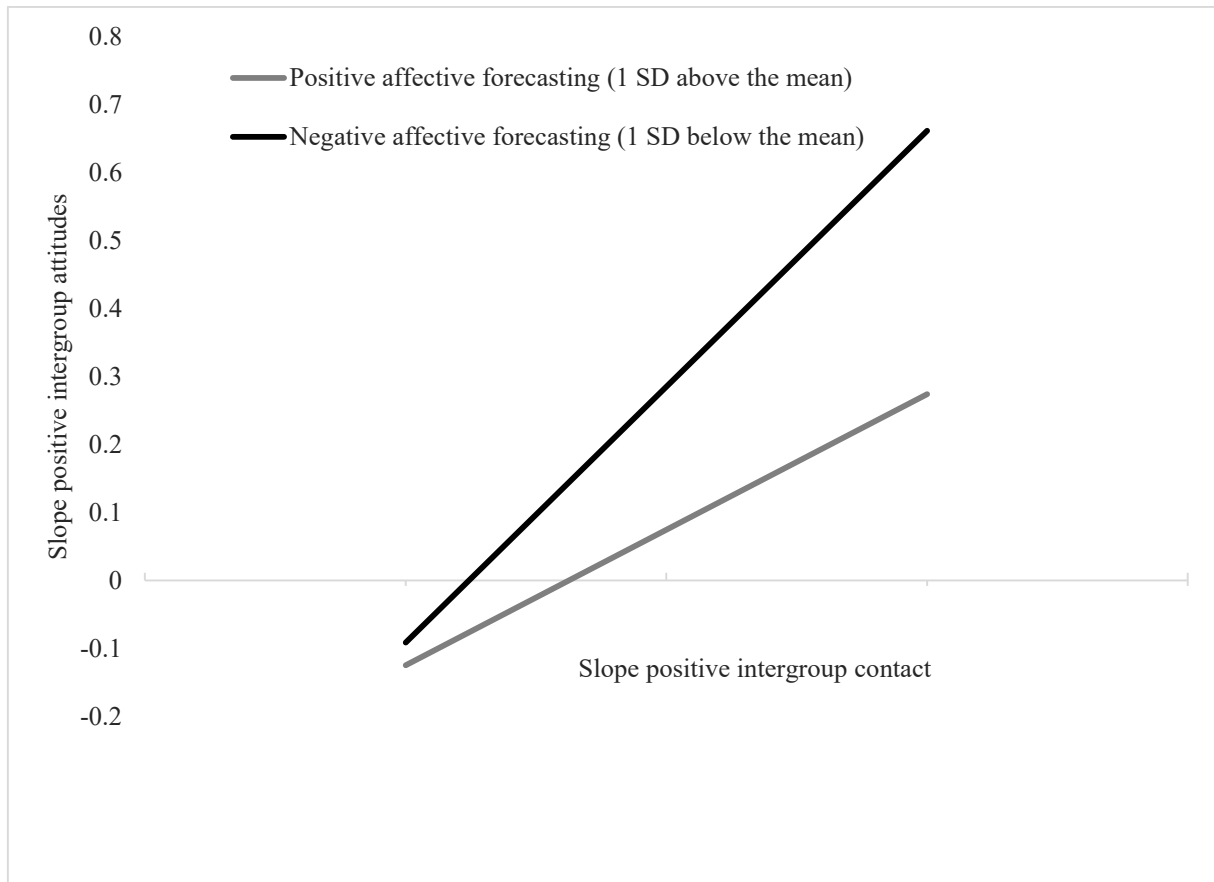 0.8
Positive affective forecasting (1 SD above the mean)
0.7
Negative affective forecasting (1 SD below the mean)
0.6
Slope positive intergroup attitudes
0.5
0.4
0.3
0.2
0.1
0
-0.1
Slope positive intergroup contact
-0.2